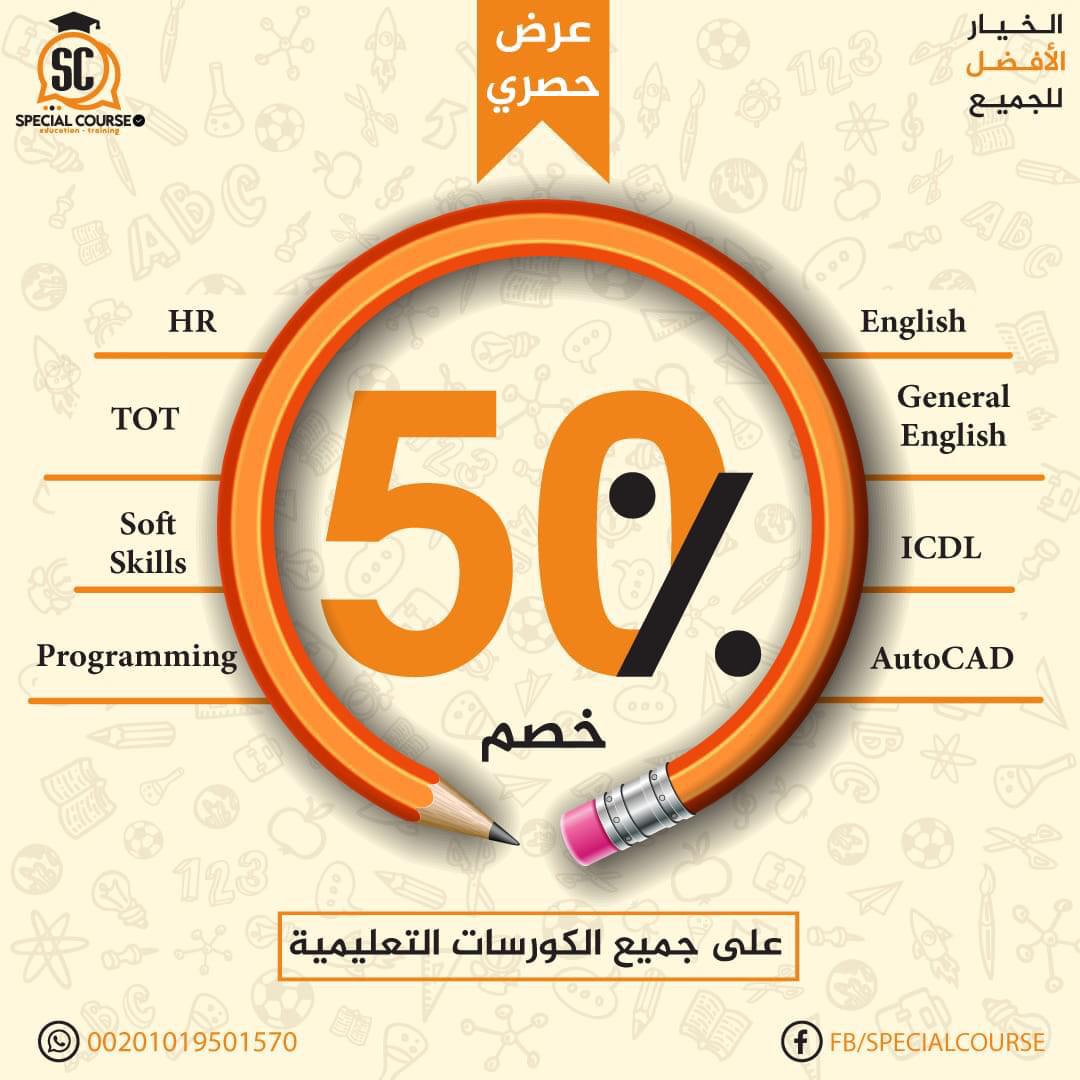 SC
SPECIAL COURSE
education - training
عرض
حصري
الخيار
الأفضل
للجميع
HR
TOT
Soft
Skills
Programming
English
General
English
ICDL
AutoCAD
50%
خصم
على جميع الكورسات التعليمية
00201019501570
FB/SPECIALCOURSE